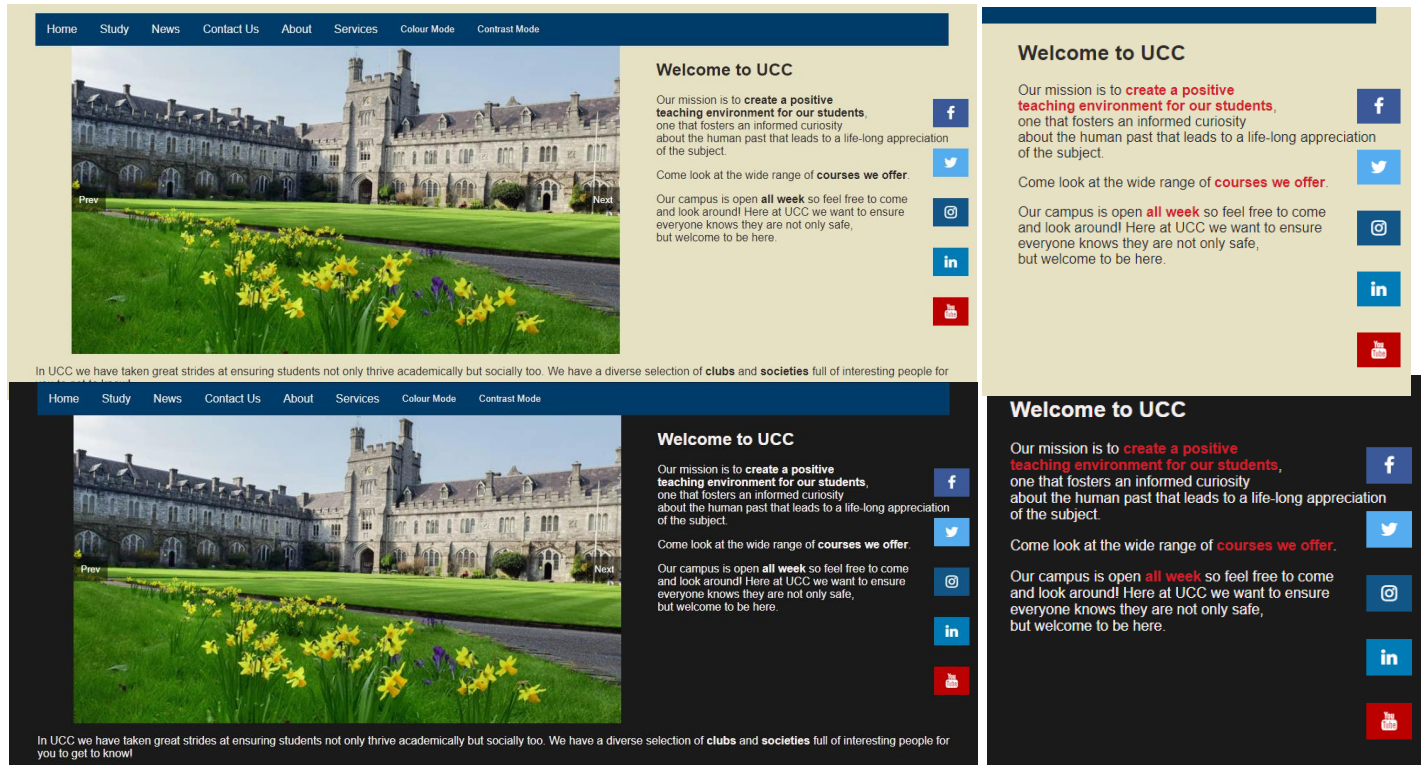 Home Study News Contact Us About Services Colour Mode Contrast Mode
Welcome to UCC
Our mission is to create a positive
teaching environment for our students,
one that fosters an informed curiosity
about the human past that leads to a life-long appreciation
of the subject.
Come look at the wide range of courses we offer.
Our campus is open all week so feel free to come
and look around! Here at UCC we want to ensure
everyone knows they are not only safe,
but welcome to be here.
Prev
Next
f
in
You
Tube
In UCC we have taken great strides at ensuring students not only thrive academically but socially too. We have a diverse selection of clubs and societies full of interesting people for
you to get to know!
Welcome to UCC
Our mission is to create a positive
teaching environment for our students,
one that fosters an informed curiosity
about the human past that leads to a life-long appreciation
of the subject.
Come look at the wide range of courses we offer.
Our campus is open all week so feel free to come
and look around! Here at UCC we want to ensure
everyone knows they are not only safe,
but welcome to be here.
f
in
You
Tube
Home Study News Contact Us About Services Colour Mode Contrast Mode
Welcome to UCC
Our mission is to create a positive
teaching environment for our students,
one that fosters an informed curiosity
about the human past that leads to a life-long appreciation
of the subject.
Come look at the wide range of courses we offer.
Our campus is open all week so feel free to come
and look around! Here at UCC we want to ensure
everyone knows they are not only safe,
but welcome to be here.
Prev
Next
f
in
You
Tube
In UCC we have taken great strides at ensuring students not only thrive academically but socially too. We have a diverse selection of clubs and societies full of interesting people for
you to get to know!
Welcome to UCC
Our mission is to create a positive
teaching environment for our students,
one that fosters an informed curiosity
about the human past that leads to a life-long appreciation
of the subject.
Come look at the wide range of courses we offer.
Our campus is open all week so feel free to come
and look around! Here at UCC we want to ensure
everyone knows they are not only safe,
but welcome to be here.
f
in
You
Tube